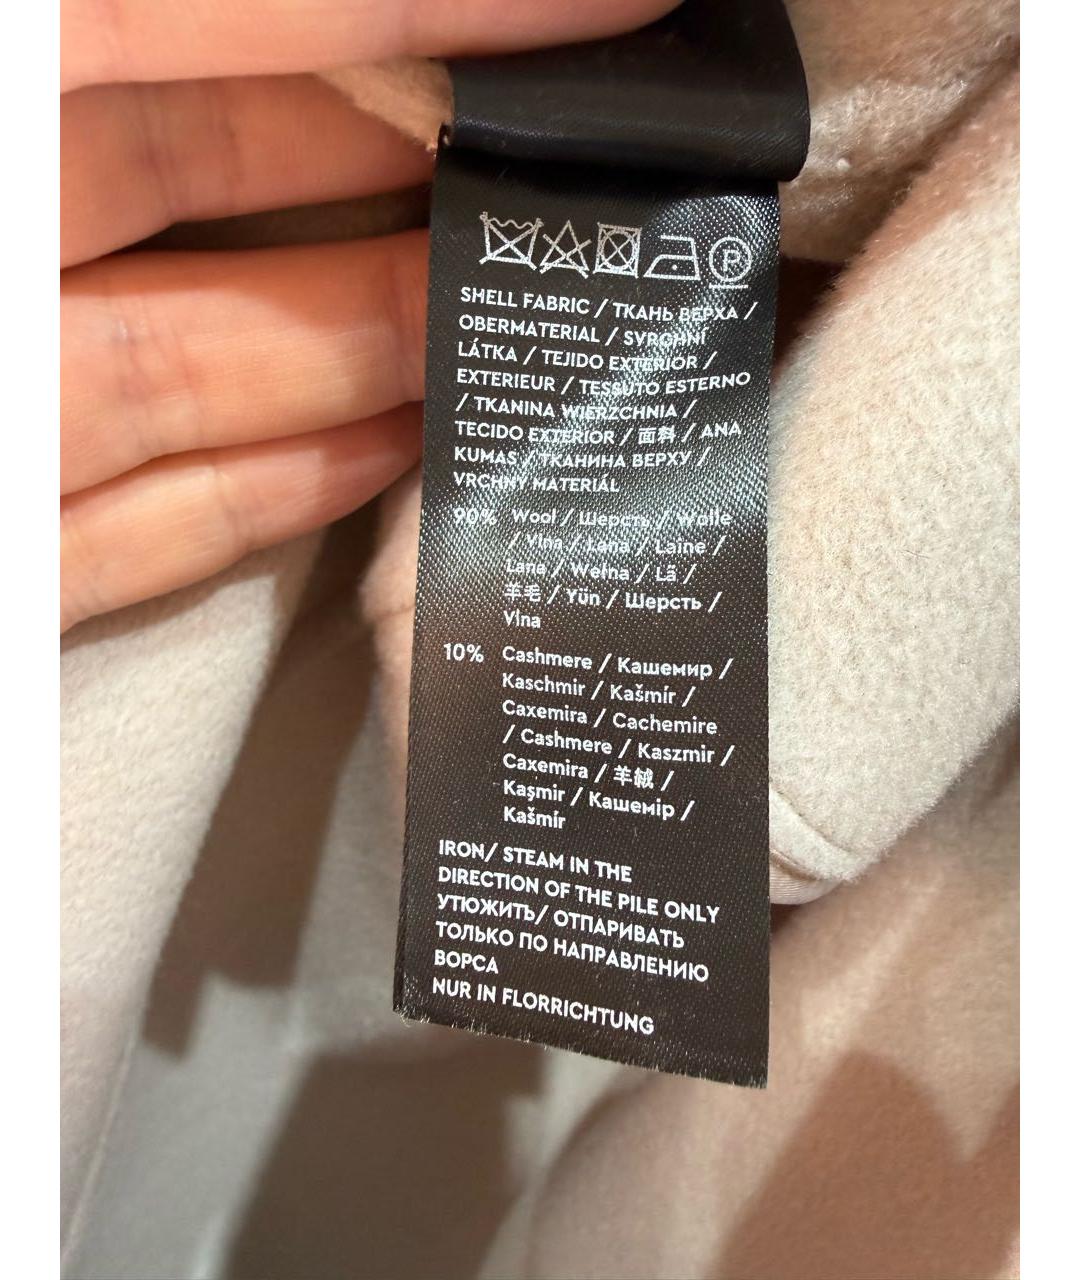 P
SHELL FABRIC / ТКАНЬ ВЕРХА /
OBERMATERIAL / SVRCHNÍ
LÁTKA / TEJIDO EXTERIOR /
EXTERIEUR / TESSUTO ESTERNO
/ TKANINA WIERZCHNIA /
TECIDO EXTERIOR / 面料 / ANA
KUMAS / ТКАНИНА ВЕРХУ /
VRCHNÝ MATERIÁL
90% Wool / Шерсть / Wolle
/ Vlna / Lana / Laine /
Lana / Wełna / Lã /
羊毛 / Yün / Шерсть /
Vlna
10% Cashmere / Кашемир /
Kaschmir / Kašmír /
Caxemira / Cachemire
/ Cashmere / Kaszmir /
Caxemira / 羊絨 /
Kaşmir / Кашемір /
Kašmír
IRON/ STEAM IN THE
DIRECTION OF THE PILE ONLY
УТЮЖИТЬ/ ОТПАРИВАТЬ
ТОЛЬКО ПО НАПРАВЛЕНИЮ
ВОРСА
NUR IN FLORRICHTUNG